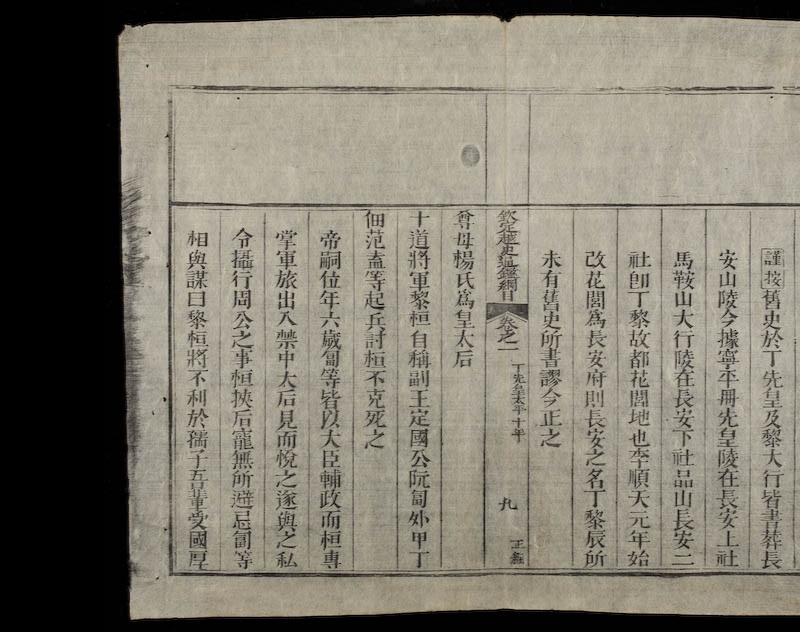 謹按舊史於丁先皇及黎大行皆書葬長
安山陵今據寧平冊先皇陵在長安上社
馬鞍山大行陵在長安下社品山長安二
社卽丁黎故都花閭地也李順天元年始
改花閭爲長安府則長安之名丁黎辰所
未有舊史所書謬今正之
欽定越史通鑑綱目 卷之一 丁先皇太平十年 九 正編
尊母楊氏爲皇太后
十道將軍黎桓自稱副王定國公阮匐外甲丁
佃范盍等起兵討桓不克死之
帝嗣位年六歲匐等皆以大臣輔政而桓專
掌軍旅出入禁中太后見而悅之遂與之私
令攝行周公之事桓挾后寵無所避忌匐等
相與謀曰黎桓將不利於孺子吾輩受國厚